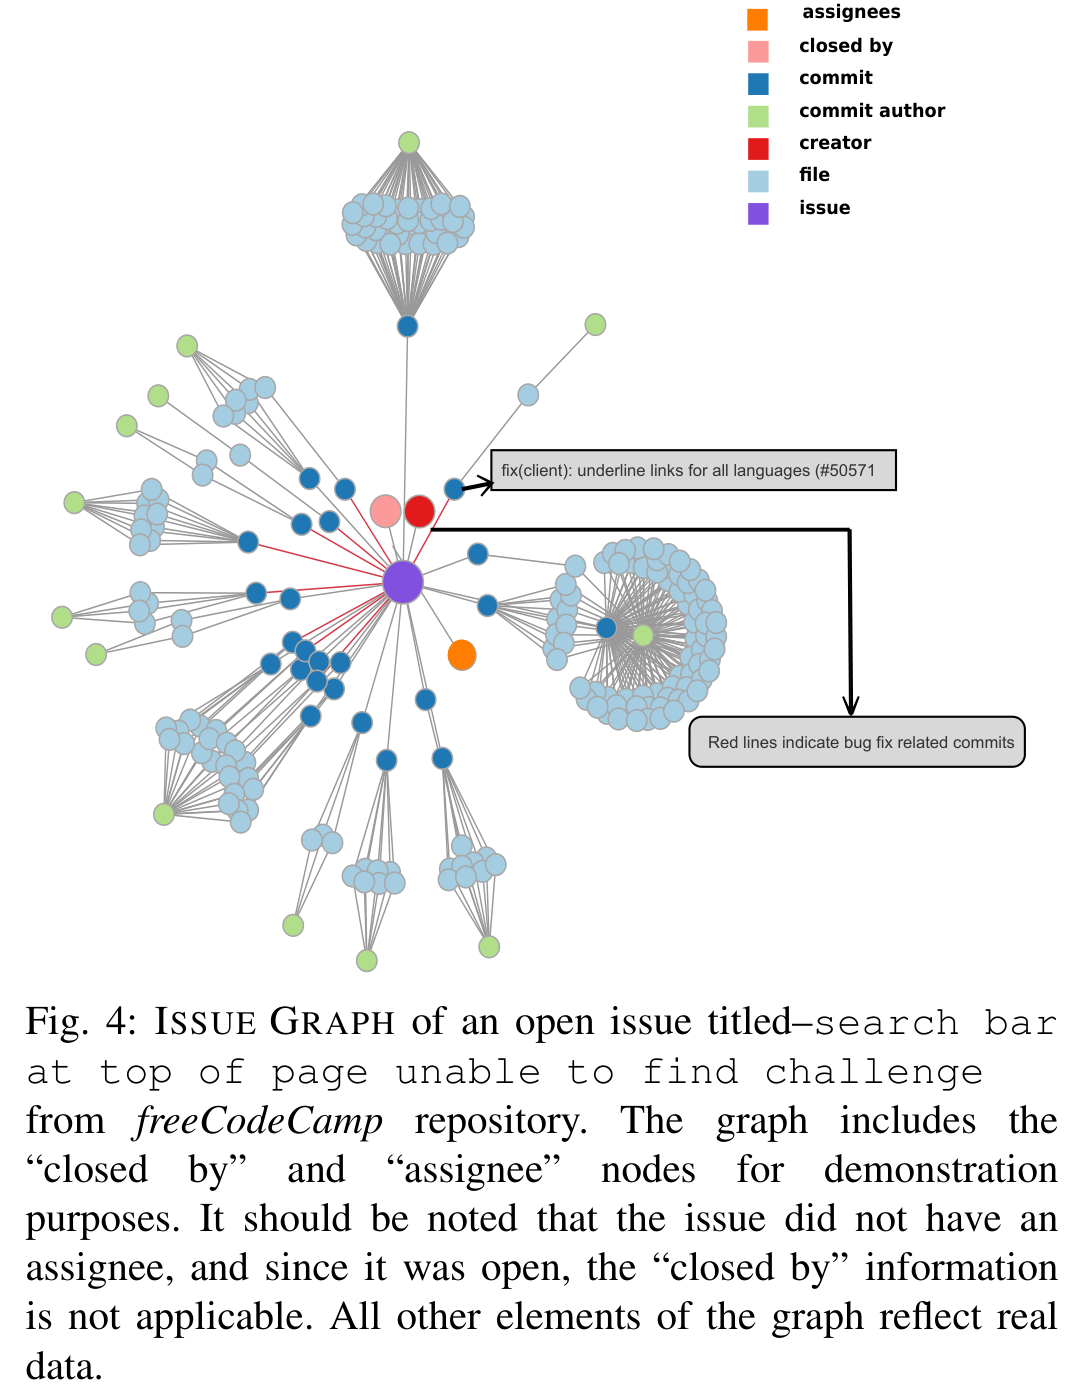 assignees
closed by
commit
commit author
creator
file
issue
fix(client): underline links for all languages (#50571
Red lines indicate bug fix related commits
Fig. 4: ISSUE GRAPH of an open issue titled–search bar
at top of page unable to find challenge
from freeCodeCamp repository. The graph includes the
“closed by” and “assignee” nodes for demonstration
purposes. It should be noted that the issue did not have an
assignee, and since it was open, the “closed by” information
is not applicable. All other elements of the graph reflect real
data.